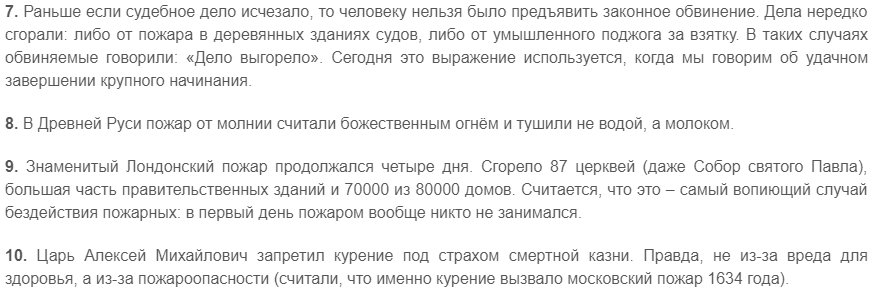 7. Раньше если судебное дело исчезало, то человеку нельзя было предъявить законное обвинение. Дела нередко
сгорали: либо от пожара в деревянных зданиях судов, либо от умышленного поджога за взятку. В таких случаях
обвиняемые говорили: «Дело выгорело». Сегодня это выражение используется, когда мы говорим об удачном
завершении крупного начинания.
8. В Древней Руси пожар от молнии считали божественным огнём и тушили не водой, а молоком.
9. Знаменитый Лондонский пожар продолжался четыре дня. Сгорело 87 церквей (даже Собор святого Павла),
большая часть правительственных зданий и 70000 из 80000 домов. Считается, что это – самый вопиющий случай
бездействия пожарных: в первый день пожаром вообще никто не занимался.
10. Царь Алексей Михайлович запретил курение под страхом смертной казни. Правда, не из-за вреда для
здоровья, а из-за пожароопасности (считали, что именно курение вызвало московский пожар 1634 года).